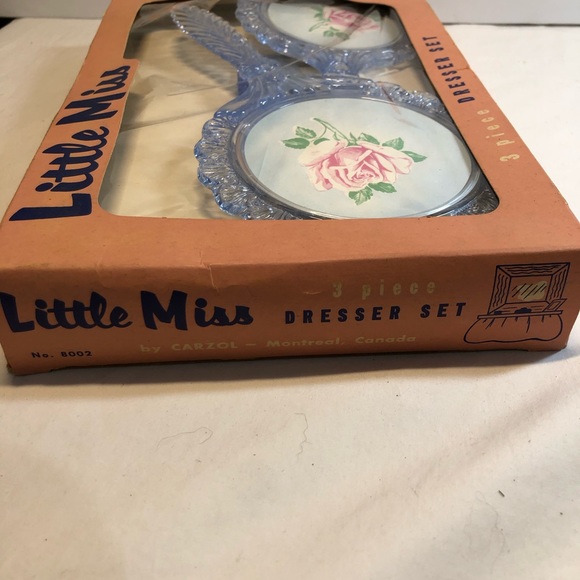 Little Miss
3 piece
DRESSER SET
Little Miss
3 piece
DRESSER SET
No. 8002
by CARZOL - Montreal, Canada